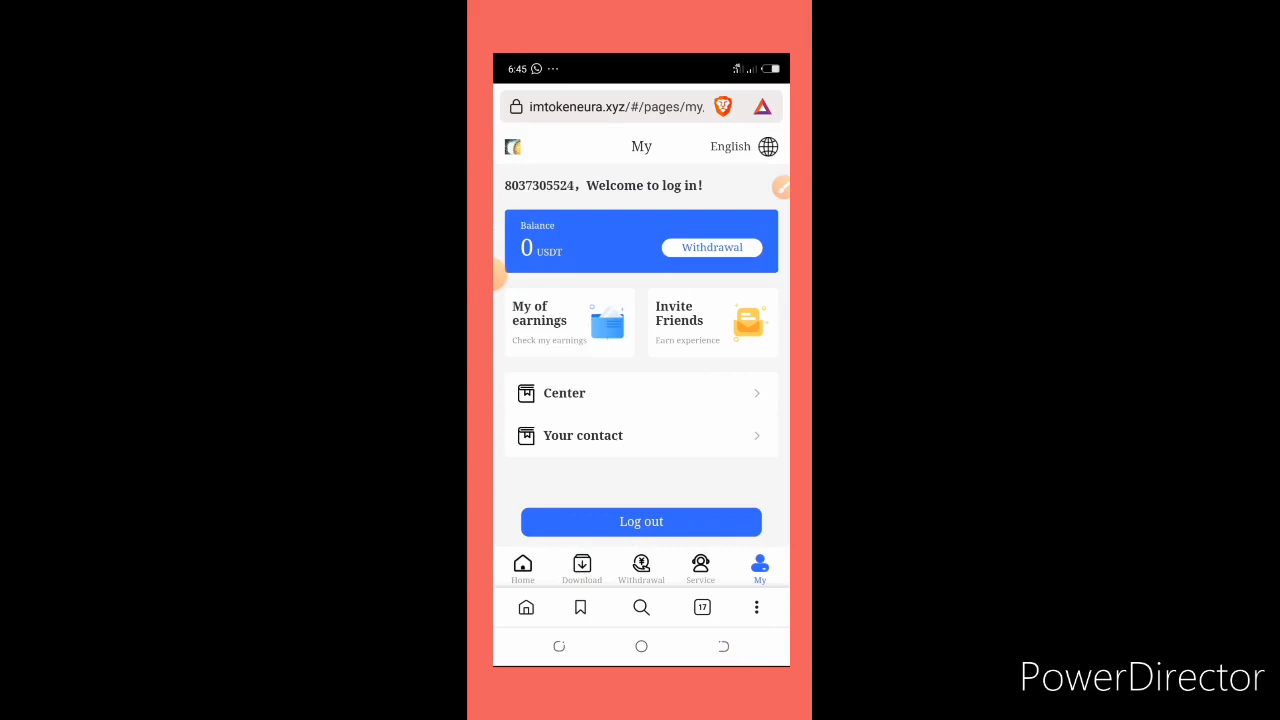 6:45
imtokeneura.xyz/#/pages/my.
My
English
8037305524, Welcome to log in!
Balance
0 USDT
Withdrawal
My of
earnings
Check my earnings
Invite
Friends
Earn experience
Center
Your contact
Log out
Home
Download
Withdrawal
Service
My
17
PowerDirector